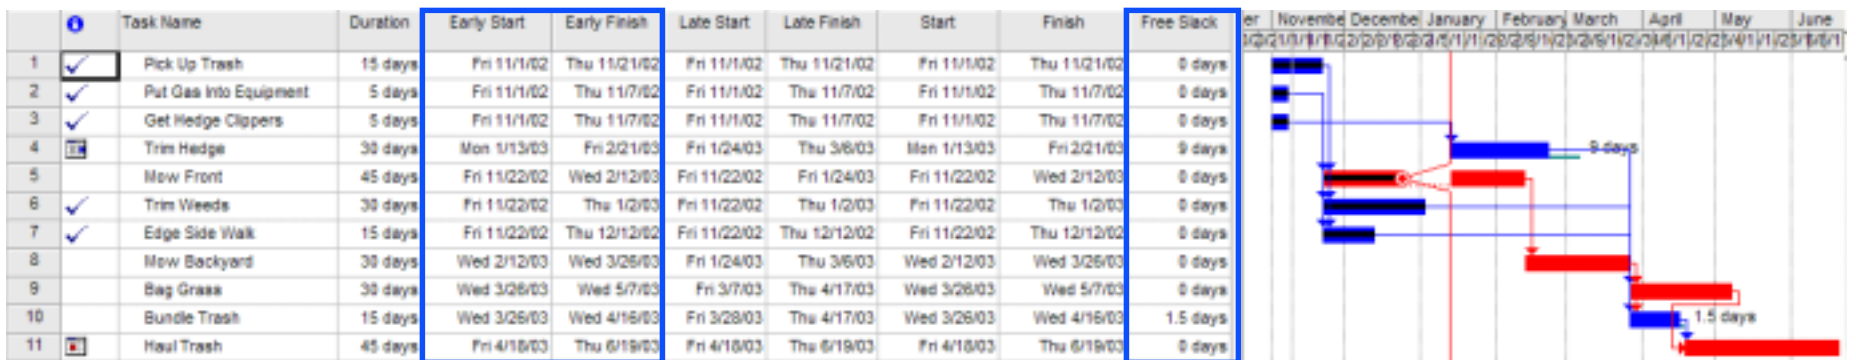 Task Name Duration Early Start Early Finish Late Start Late Finish Start Finish Free Slack er Novembe Decembe January February March April May June
1 Pick Up Trash 15 days Fri 11/1/02 Thu 11/21/02 Fri 11/1/02 Thu 11/21/02 Fri 11/1/02 Thu 11/21/02 0 days
2 Put Gas Into Equipment 5 days Fri 11/1/02 Thu 11/7/02 Fri 11/1/02 Thu 11/7/02 Fri 11/1/02 Thu 11/7/02 0 days
3 Get Hedge Clippers 5 days Fri 11/1/02 Thu 11/7/02 Fri 11/1/02 Thu 11/7/02 Fri 11/1/02 Thu 11/7/02 0 days
4 Trim Hedge 30 days Mon 1/13/03 Fri 2/21/03 Fri 1/24/03 Thu 3/6/03 Mon 1/13/03 Fri 2/21/03 9 days 9 days
5 Mow Front 45 days Fri 11/22/02 Wed 2/12/03 Fri 11/22/02 Fri 1/24/03 Fri 11/22/02 Wed 2/12/03 0 days
6 Trim Weeds 30 days Fri 11/22/02 Thu 1/2/03 Fri 11/22/02 Thu 1/2/03 Fri 11/22/02 Thu 1/2/03 0 days
7 Edge Side Walk 15 days Fri 11/22/02 Thu 12/12/02 Fri 11/22/02 Thu 12/12/02 Fri 11/22/02 Thu 12/12/02 0 days
8 Mow Backyard 30 days Wed 2/12/03 Wed 3/26/03 Fri 1/24/03 Thu 3/6/03 Wed 2/12/03 Wed 3/26/03 0 days
9 Bag Grass 30 days Wed 3/26/03 Wed 5/7/03 Fri 3/7/03 Thu 4/17/03 Wed 3/26/03 Wed 5/7/03 0 days
10 Bundle Trash 15 days Wed 3/26/03 Wed 4/16/03 Fri 3/28/03 Thu 4/17/03 Wed 3/26/03 Wed 4/16/03 1.5 days 1.5 days
11 Haul Trash 45 days Fri 4/18/03 Thu 6/19/03 Fri 4/18/03 Thu 6/19/03 Fri 4/18/03 Thu 6/19/03 0 days